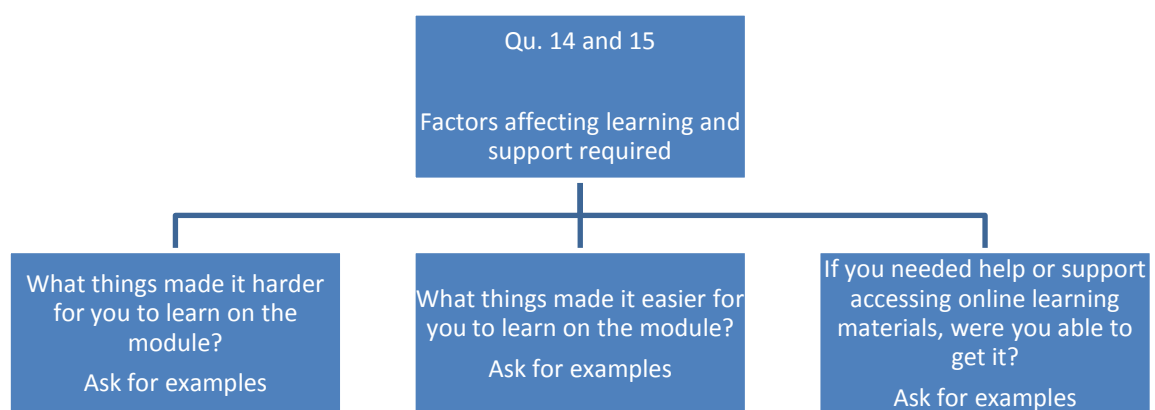 Qu. 14 and 15
Factors affecting learning and
support required
What things made it harder
for you to learn on the
module?
Ask for examples
What things made it easier for
you to learn on the module?
Ask for examples
If you needed help or support
accessing online learning
materials, were you able to
get it?
Ask for examples